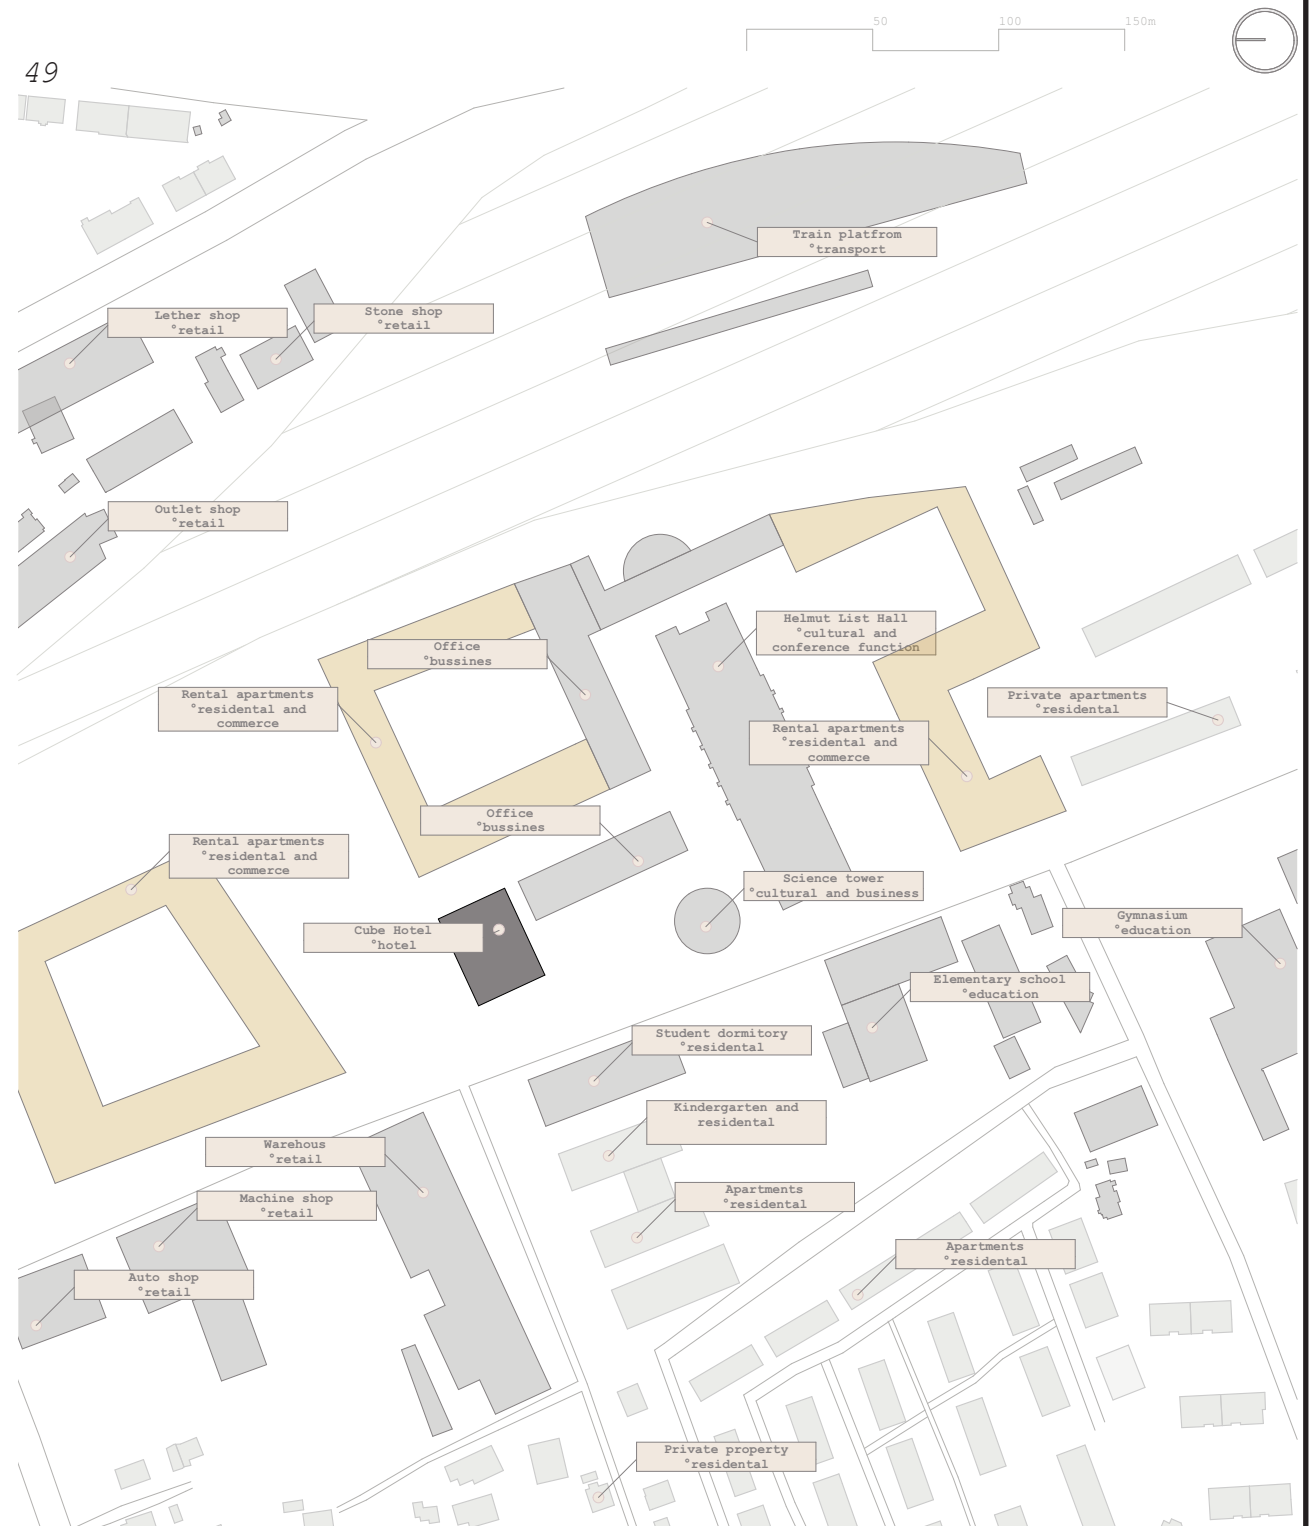 50
100
150m
49
Train platfrom
°transport
Lether shop
°retail
Stone shop
°retail
Outlet shop
°retail
Helmut List Hall
°cultural and
conference function
Office
°bussines
Rental apartments
°residental and
commerce
Private apartments
°residental
Rental apartments
°residental and
commerce
Office
°bussines
Rental apartments
°residental and
commerce
Science tower
°cultural and business
Gymnasium
°education
Cube Hotel
°hotel
Elementary school
°education
Student dormitory
°residental
Kindergarten and
residental
Warehous
°retail
Apartments
°residental
Machine shop
°retail
Apartments
°residental
Auto shop
°retail
Private property
°residental